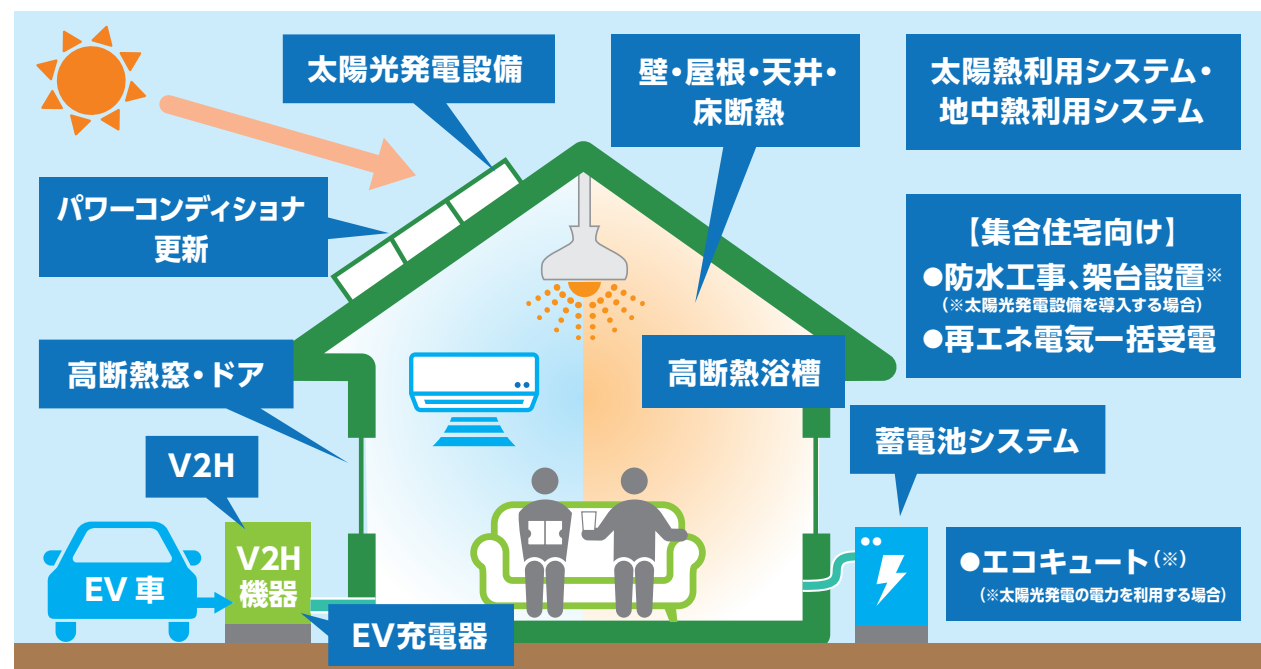 太陽光発電設備
壁・屋根・天井・
床断熱
太陽熱利用システム・
地中熱利用システム
パワーコンディショナ
更新
【集合住宅向け】
●防水工事、架台設置※
(※太陽光発電設備を導入する場合)
●再エネ電気一括受電
高断熱窓・ドア
高断熱浴槽
蓄電池システム
V2H
V2H
機器
EV車
EV充電器
●エコキュート(※)
(※太陽光発電の電力を利用する場合)